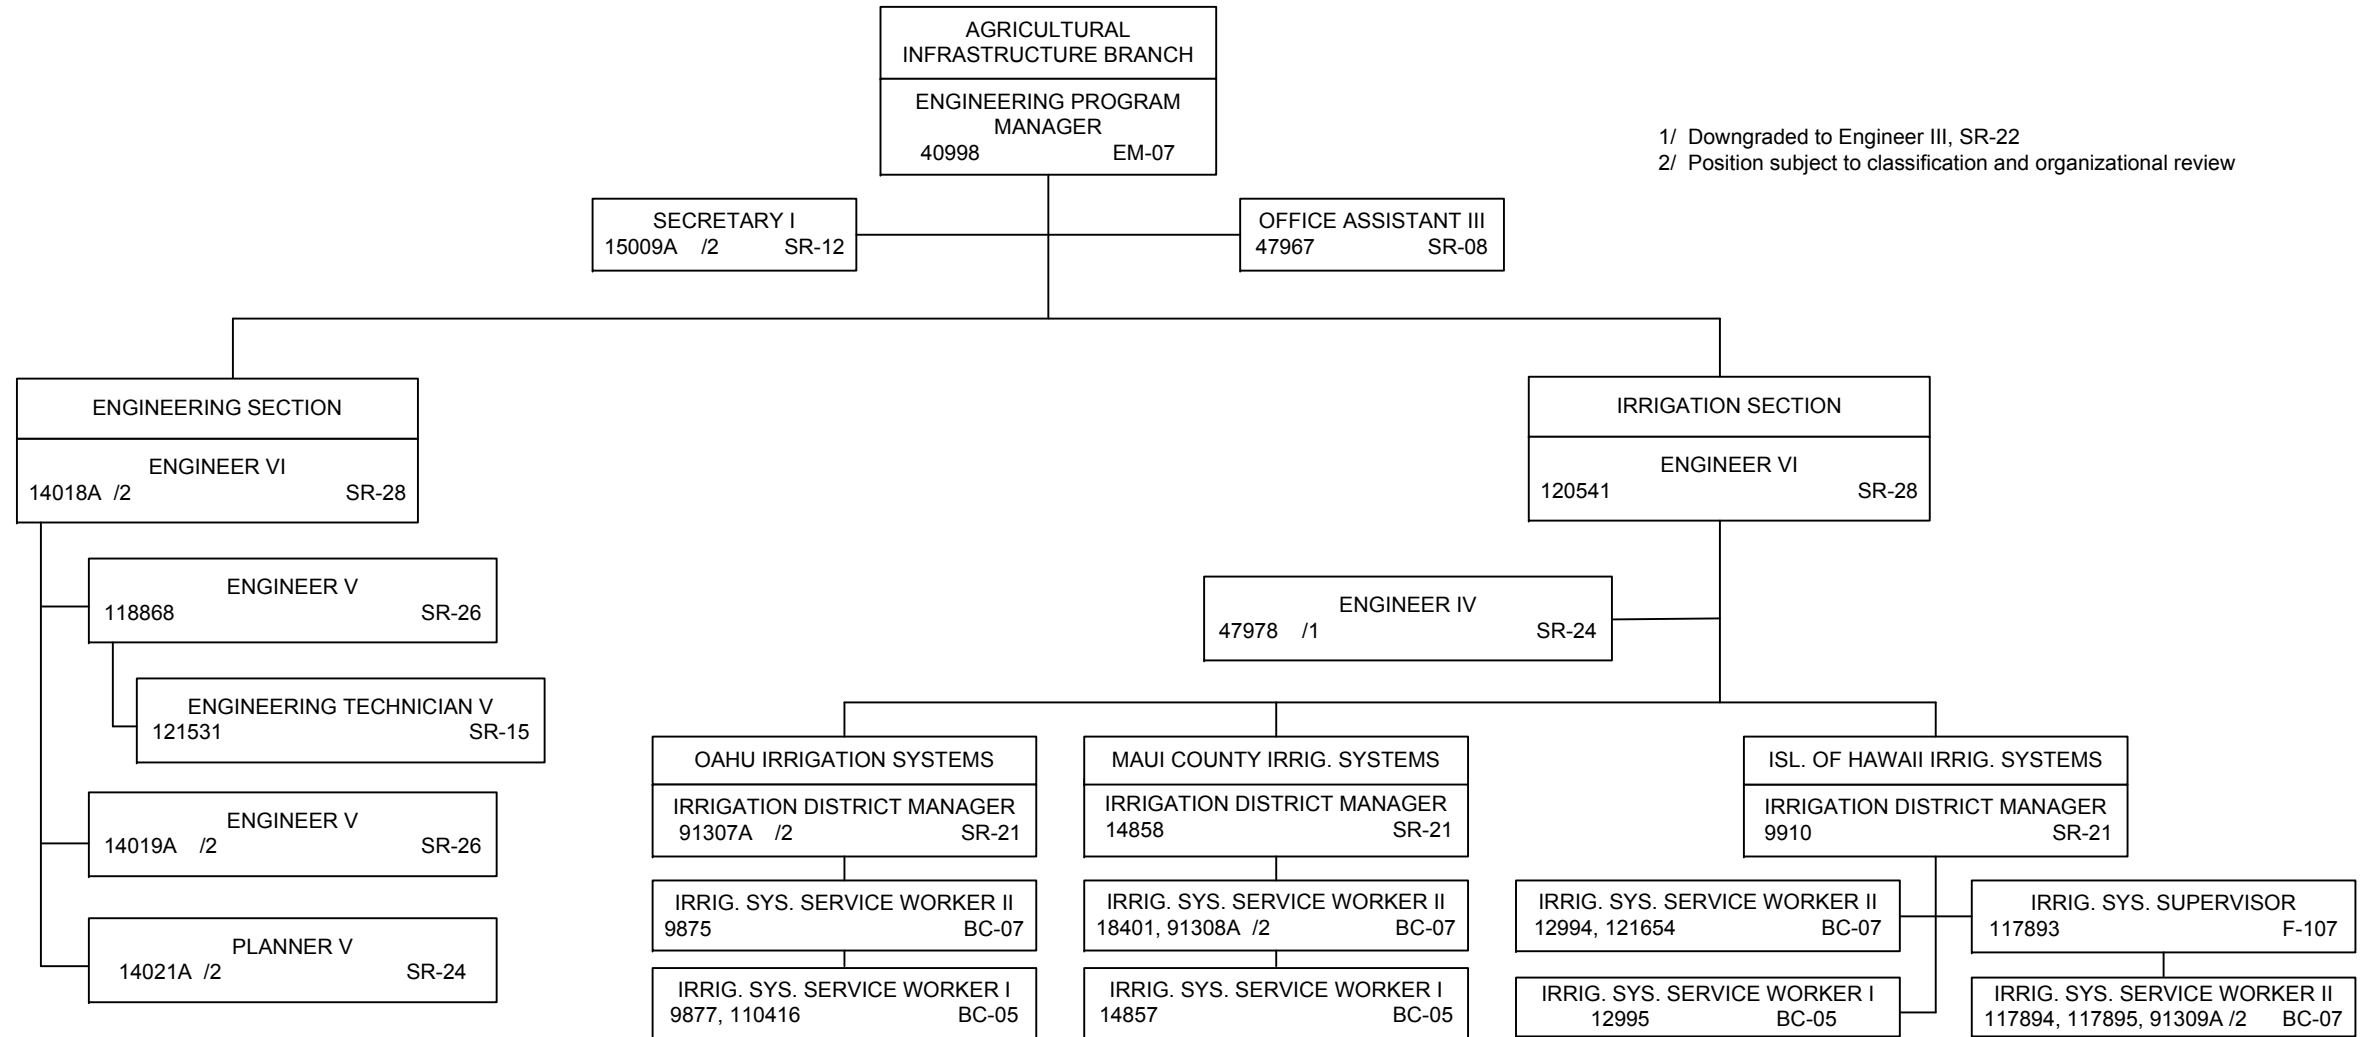 AGRICULTURAL
INFRASTRUCTURE BRANCH
ENGINEERING PROGRAM
MANAGER
40998 EM-07
1/ Downgraded to Engineer III, SR-22
2/ Position subject to classification and organizational review
SECRETARY I
15009A /2 SR-12
OFFICE ASSISTANT III
47967 SR-08
ENGINEERING SECTION
ENGINEER VI
14018A /2 SR-28
ENGINEER V
118868 SR-26
ENGINEERING TECHNICIAN V
121531 SR-15
ENGINEER V
14019A /2 SR-26
PLANNER V
14021A /2 SR-24
IRRIGATION SECTION
ENGINEER VI
120541 SR-28
ENGINEER IV
47978 /1 SR-24
OAHU IRRIGATION SYSTEMS
IRRIGATION DISTRICT MANAGER
91307A /2 SR-21
IRRIG. SYS. SERVICE WORKER II
9875 BC-07
IRRIG. SYS. SERVICE WORKER I
9877, 110416 BC-05
MAUI COUNTY IRRIG. SYSTEMS
IRRIGATION DISTRICT MANAGER
14858 SR-21
IRRIG. SYS. SERVICE WORKER II
18401, 91308A /2 BC-07
IRRIG. SYS. SERVICE WORKER I
14857 BC-05
ISL. OF HAWAII IRRIG. SYSTEMS
IRRIGATION DISTRICT MANAGER
9910 SR-21
IRRIG. SYS. SERVICE WORKER II
12994, 121654 BC-07
IRRIG. SYS. SERVICE WORKER I
12995 BC-05
IRRIG. SYS. SUPERVISOR
117893 F-107
IRRIG. SYS. SERVICE WORKER II
117894, 117895, 91309A /2 BC-07